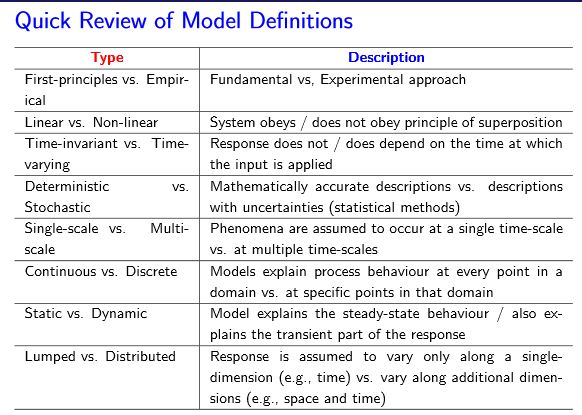 Quick Review of Model Definitions
Type Description
First-principles vs. Empir- Fundamental vs, Experimental approach
ical
Linear vs. Non-linear System obeys / does not obey principle of superposition
Time-invariant vs. Time- Response does not / does depend on the time at which
varying the input is applied
Deterministic vs. Mathematically accurate descriptions vs. descriptions
Stochastic with uncertainties (statistical methods)
Single-scale vs. Multi- Phenomena are assumed to occur at a single time-scale
scale vs. at multiple time-scales
Continuous vs. Discrete Models explain process behaviour at every point in a
domain vs. at specific points in that domain
Static vs. Dynamic Model explains the steady-state behaviour / also ex-
plains the transient part of the response
Lumped vs. Distributed Response is assumed to vary only along a single-
dimension (e.g., time) vs. vary along additional dimen-
sions (e.g., space and time)